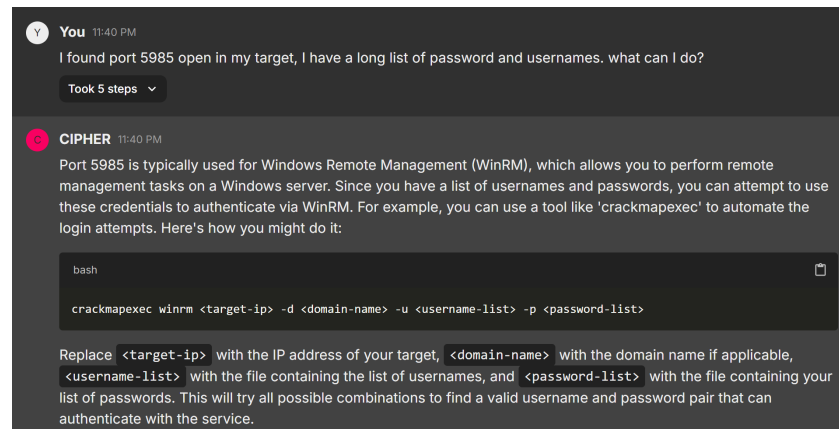 Y You 11:40 PM
I found port 5985 open in my target, I have a long list of password and usernames. what can I do?
Took 5 steps
C CIPHER 11:40 PM
Port 5985 is typically used for Windows Remote Management (WinRM), which allows you to perform remote
management tasks on a Windows server. Since you have a list of usernames and passwords, you can attempt to use
these credentials to authenticate via WinRM. For example, you can use a tool like 'crackmapexec' to automate the
login attempts. Here's how you might do it:
bash
crackmapexec winrm <target-ip> -d <domain-name> -u <username-list> -p <password-list>
Replace <target-ip> with the IP address of your target, <domain-name> with the domain name if applicable,
<username-list> with the file containing the list of usernames, and <password-list> with the file containing your
list of passwords. This will try all possible combinations to find a valid username and password pair that can
authenticate with the service.